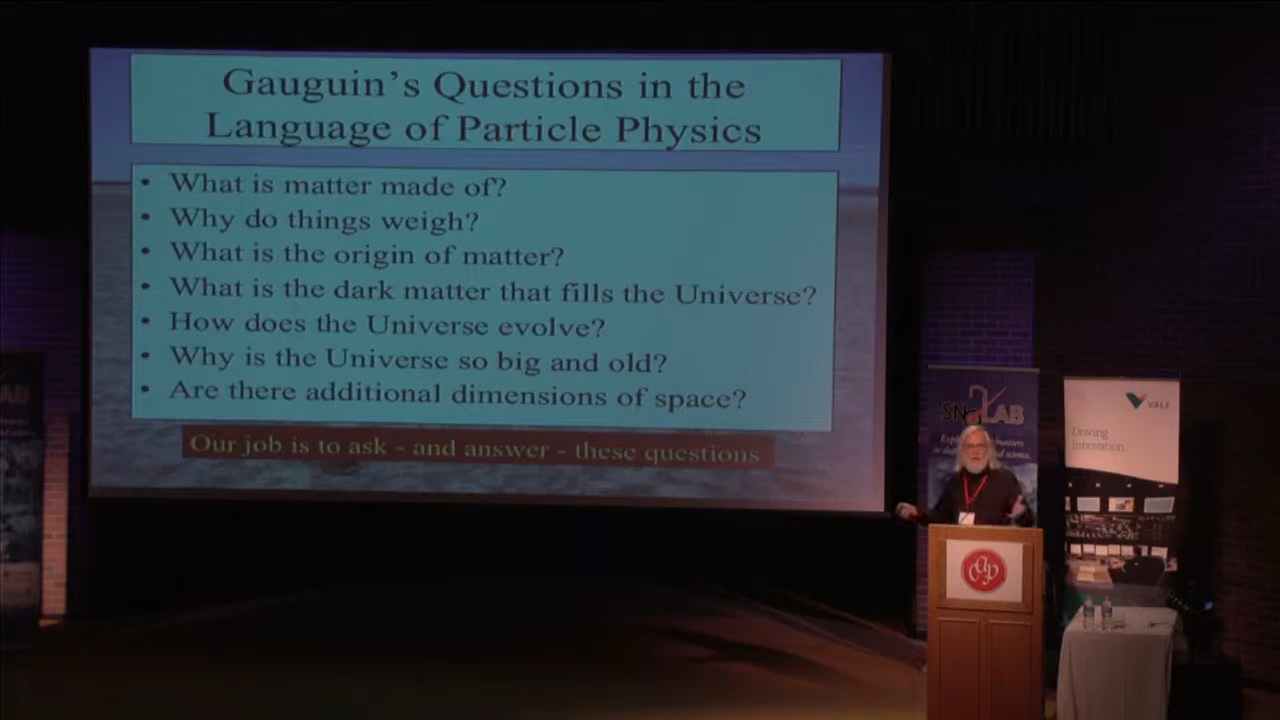 Gauguin's Questions in the
Language of Particle Physics
• What is matter made of?
• Why do things weigh?
• What is the origin of matter?
• What is the dark matter that fills the Universe?
• How does the Universe evolve?
• Why is the Universe so big and old?
• Are there additional dimensions of space?
Our job is to ask - and answer - these questions
SNOLAB
VALE
Driving
Innovation.
cap